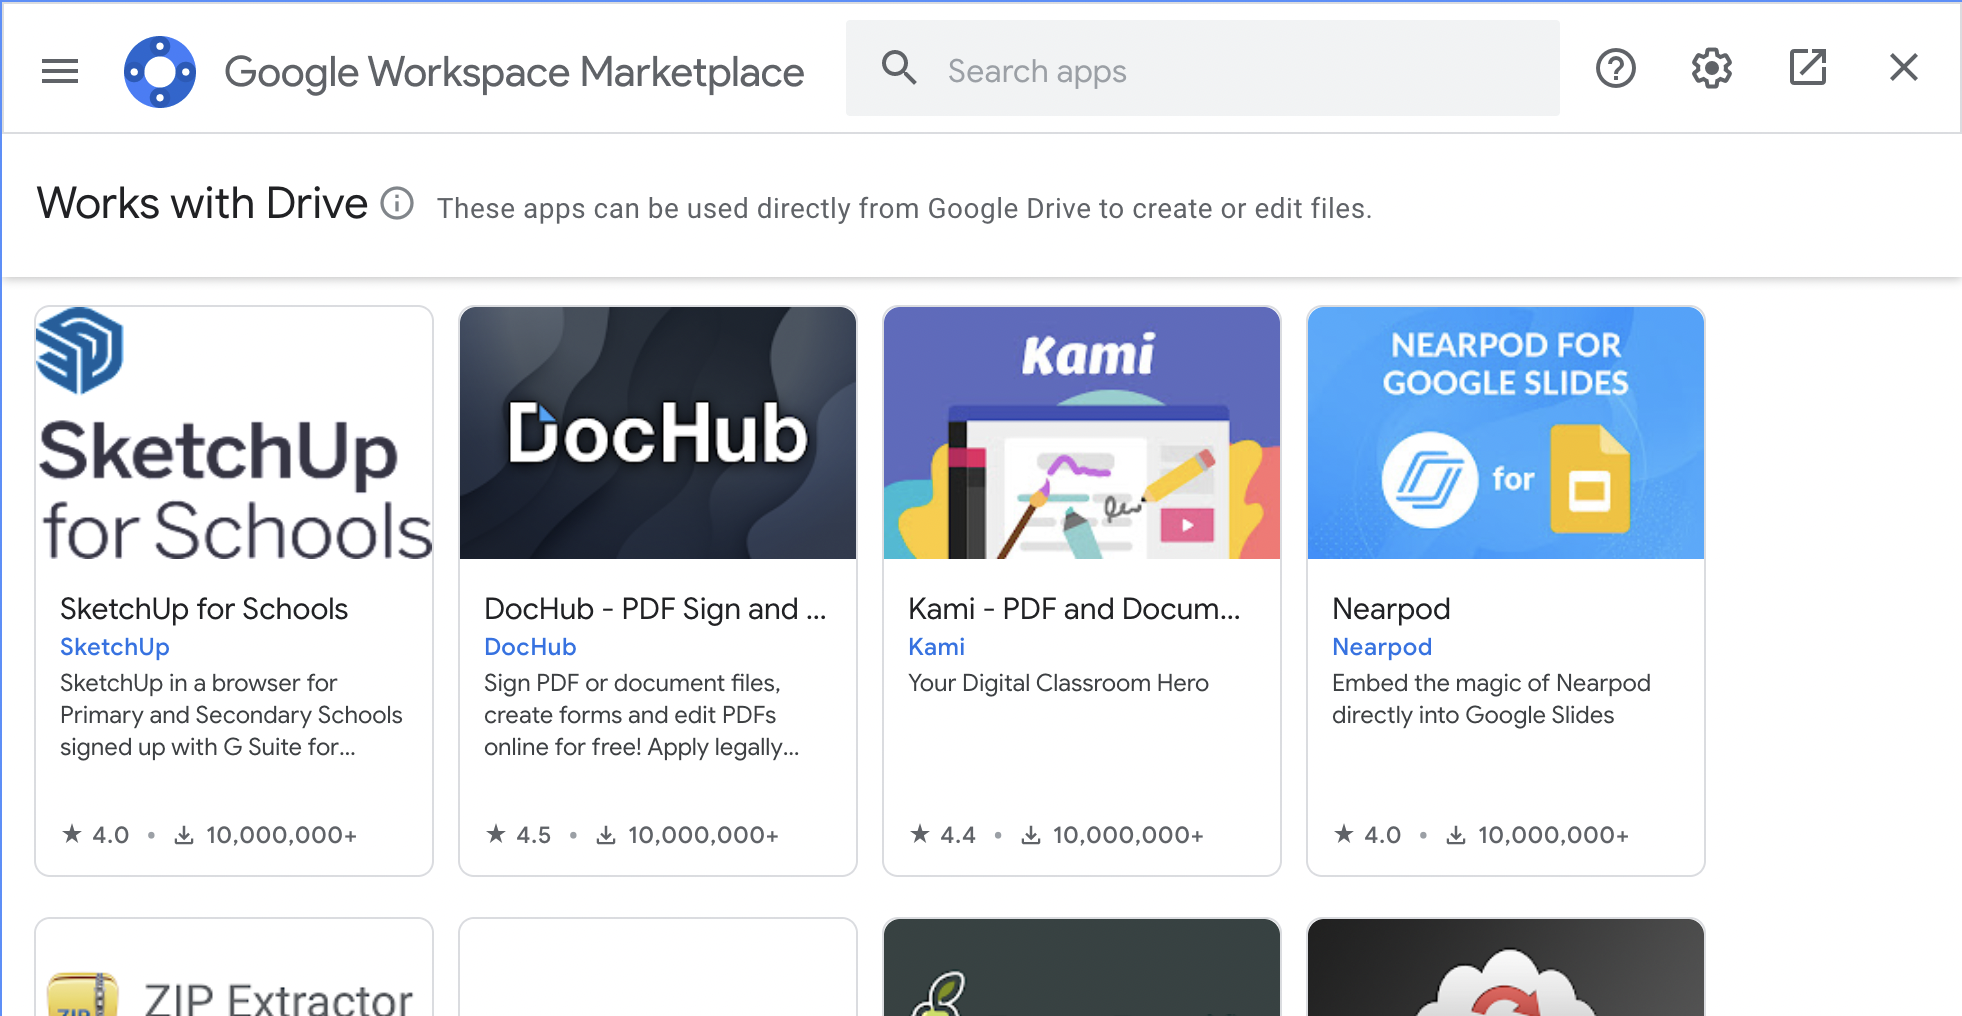 Google Workspace Marketplace
Search apps
Works with Drive
These apps can be used directly from Google Drive to create or edit files.
SketchUp
for Schools
SketchUp for Schools
SketchUp
SketchUp in a browser for
Primary and Secondary Schools
signed up with G Suite for...
★ 4.0 • 10,000,000+
DocHub
DocHub - PDF Sign and ...
DocHub
Sign PDF or document files,
create forms and edit PDFs
online for free! Apply legally...
★ 4.5 • 10,000,000+
Kami
Kami - PDF and Docum...
Kami
Your Digital Classroom Hero
★ 4.4 • 10,000,000+
NEARPOD FOR
GOOGLE SLIDES
for
Nearpod
Nearpod
Embed the magic of Nearpod
directly into Google Slides
★ 4.0 • 10,000,000+
ZIP
ZIP Extractor